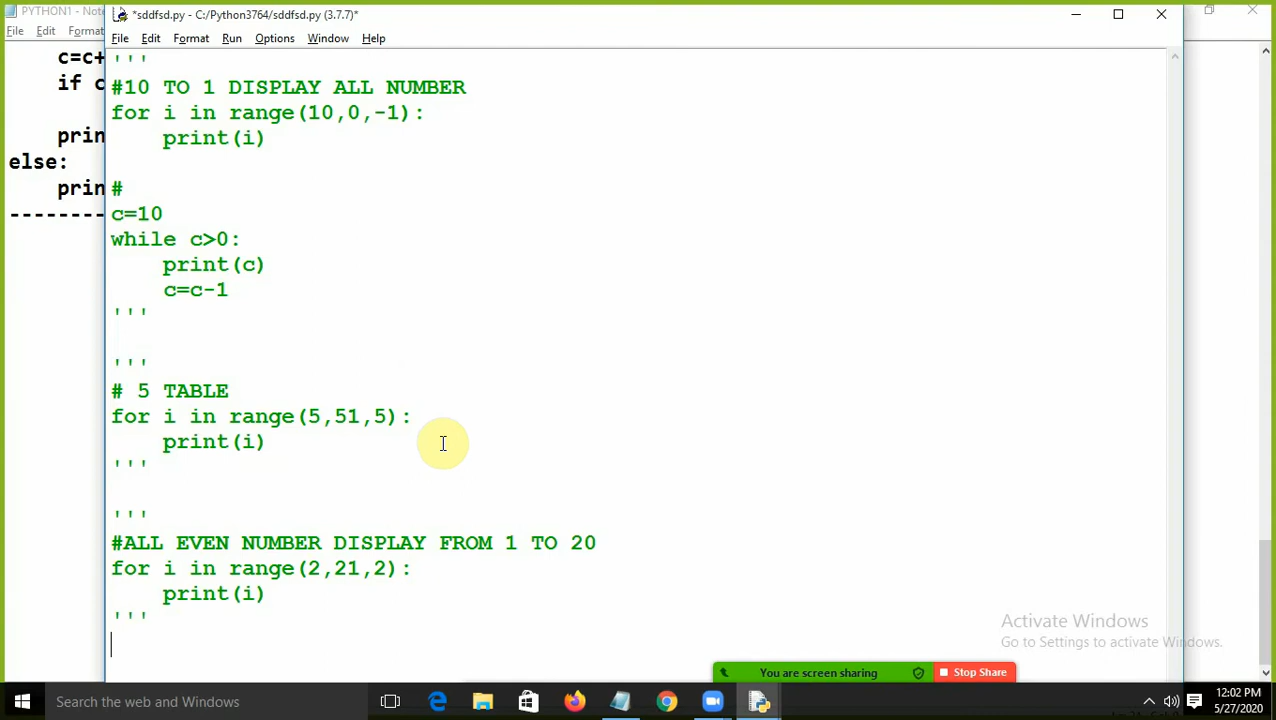 PYTHON1 - Note
File Edit Format
c=c+
if c
prin
else:
prin
--------
*sddfsd.py - C:/Python3764/sddfsd.py (3.7.7)*
File Edit Format Run Options Window Help
'''
#10 TO 1 DISPLAY ALL NUMBER
for i in range(10,0,-1):
print(i)
#
c=10
while c>0:
print(c)
c=c-1
'''
'''
# 5 TABLE
for i in range(5,51,5):
print(i)
'''
'''
#ALL EVEN NUMBER DISPLAY FROM 1 TO 20
for i in range(2,21,2):
print(i)
'''
Activate Windows
Go to Settings to activate Windows.
You are screen sharing
Stop Share
Search the web and Windows
12:02 PM
5/27/2020